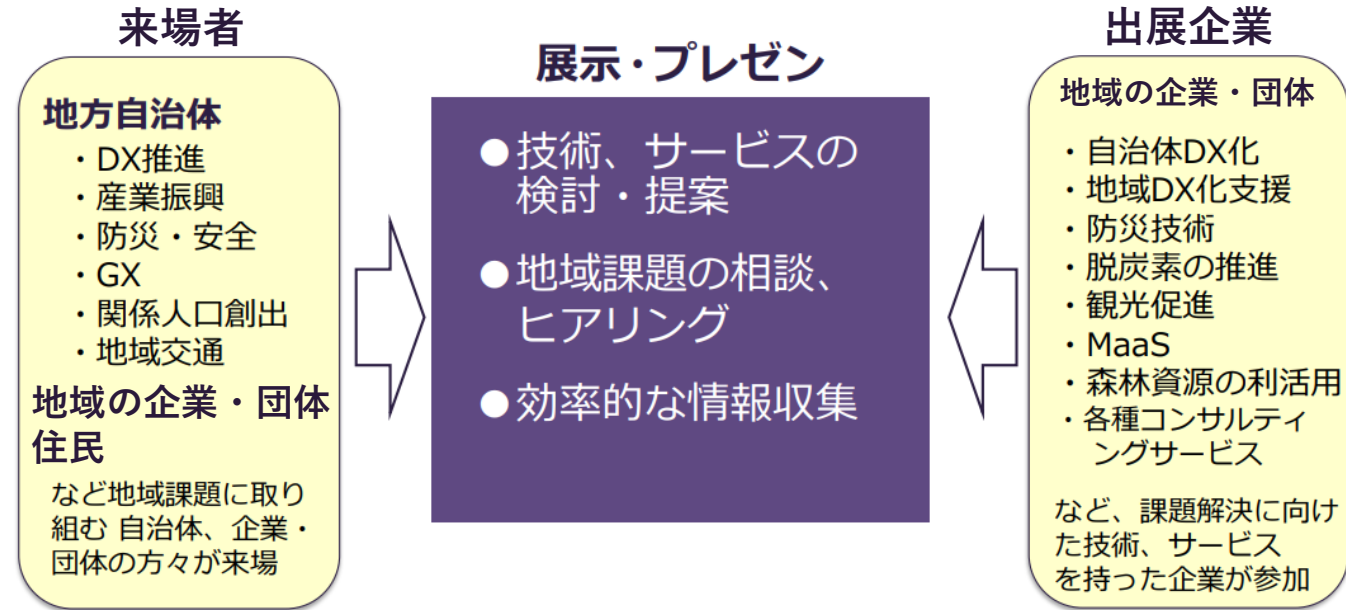 来場者
地方自治体
・DX推進
・産業振興
・防災・安全
・GX
・関係人口創出
・地域交通
地域の企業・団体
住民
など地域課題に取り
組む 自治体、企業・
団体の方々が来場
展示・プレゼン
●技術、サービスの
検討・提案
●地域課題の相談、
ヒアリング
●効率的な情報収集
出展企業
地域の企業・団体
・自治体DX化
・地域DX化支援
・防災技術
・脱炭素の推進
・観光促進
・MaaS
・森林資源の利活用
・各種コンサルティ
ングサービス
など、課題解決に向け
た技術、サービス
を持った企業が参加